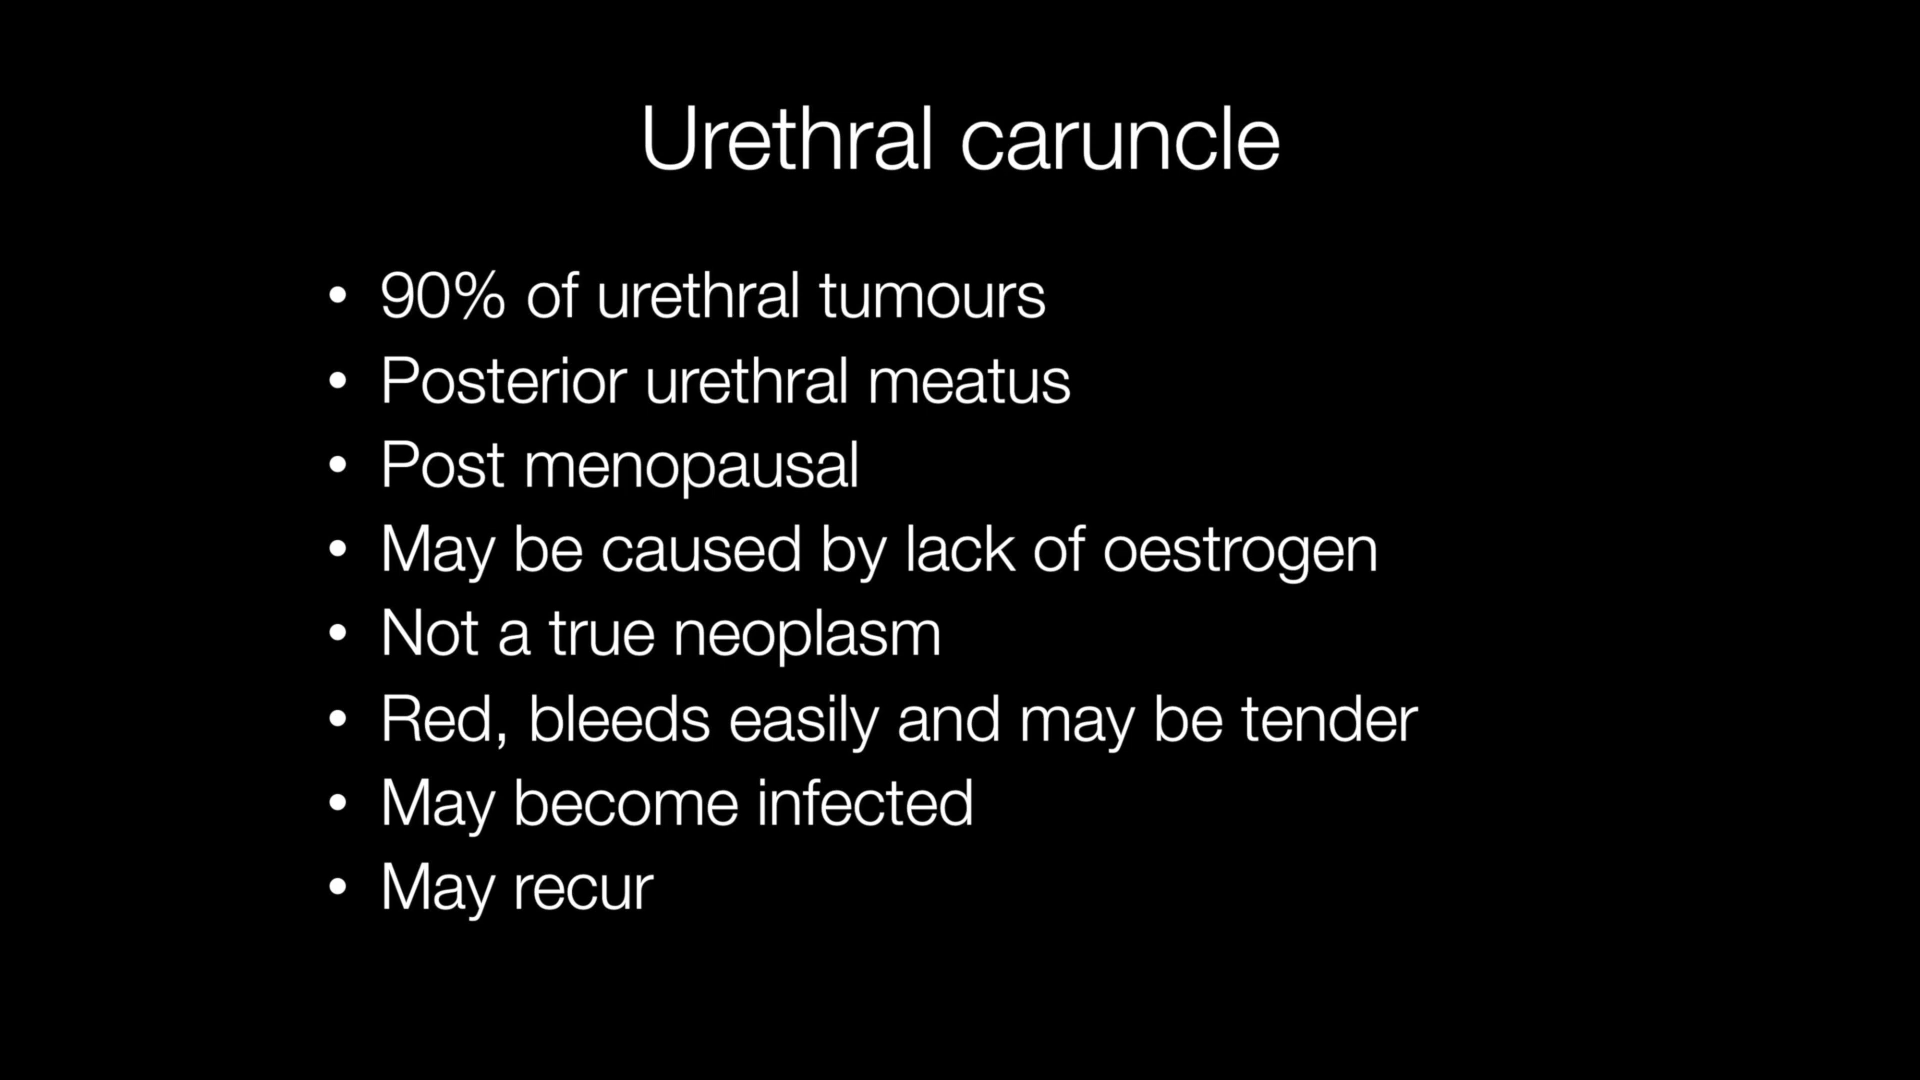 Urethral caruncle
• 90% of urethral tumours
• Posterior urethral meatus
• Post menopausal
• May be caused by lack of oestrogen
• Not a true neoplasm
• Red, bleeds easily and may be tender
• May become infected
• May recur